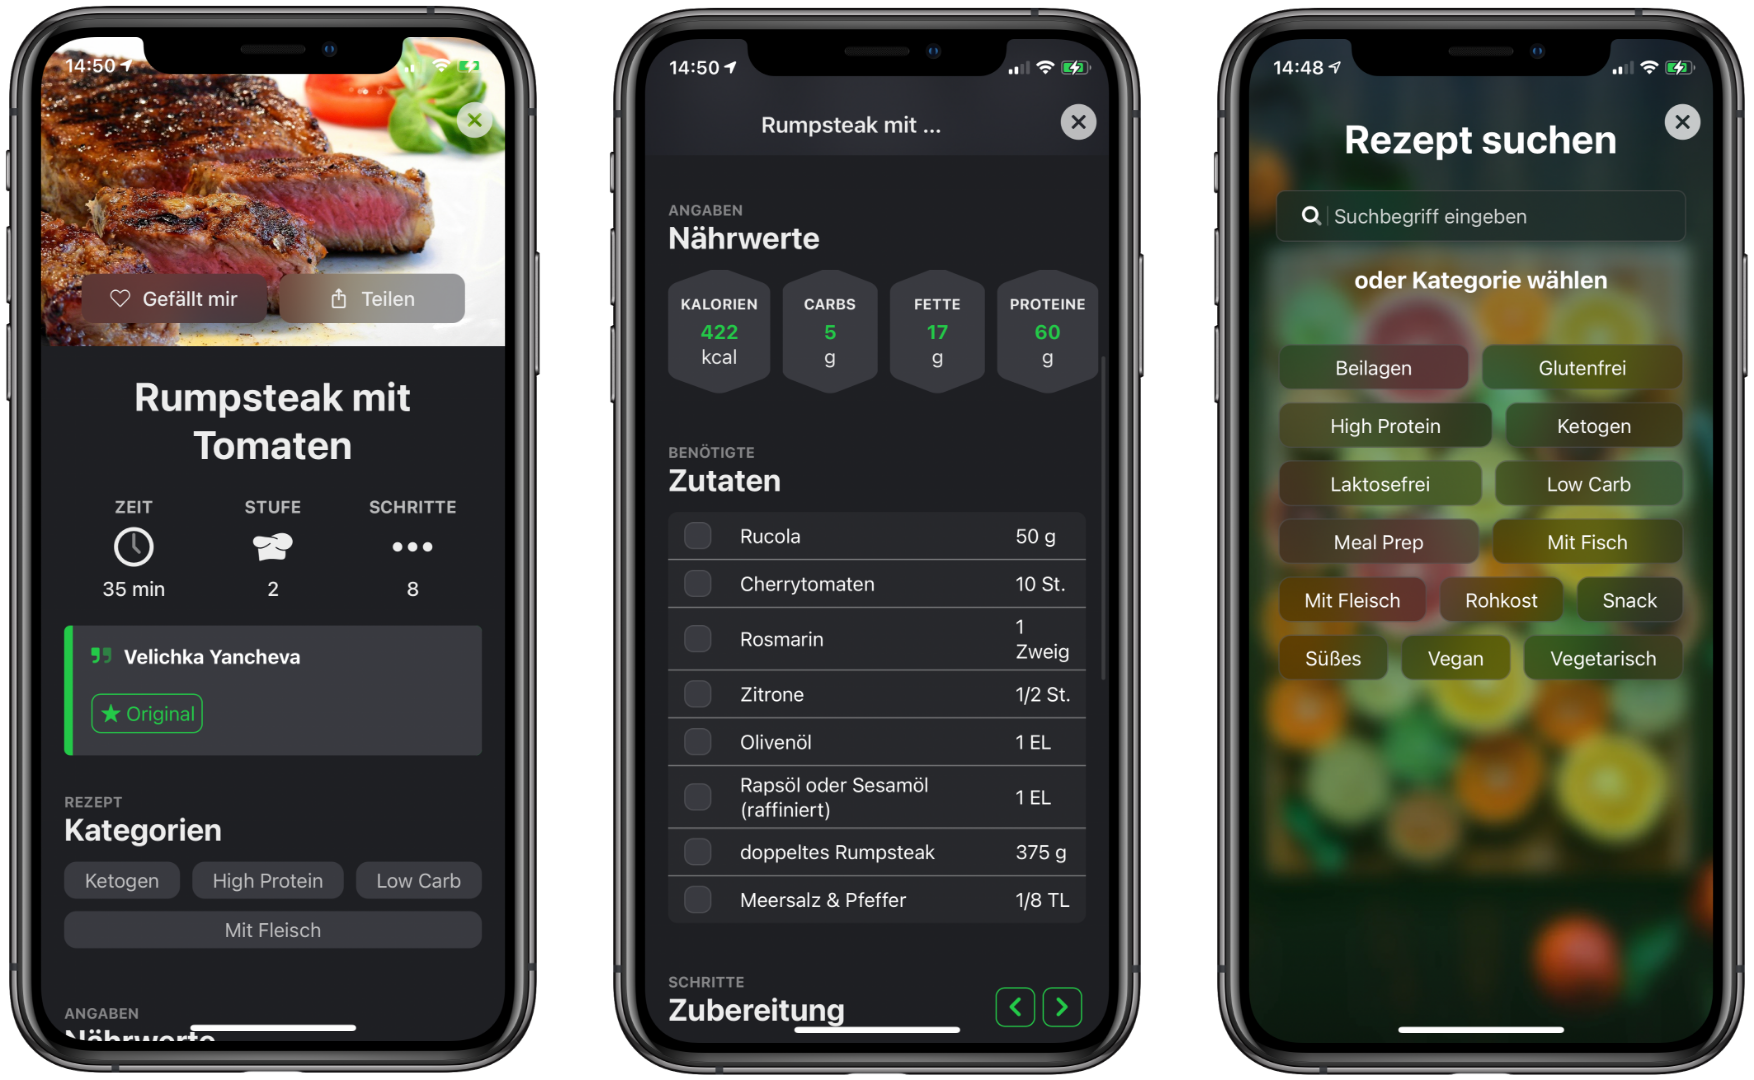 14:50
Gefällt mir
Teilen
Rumpsteak mit
Tomaten
ZEIT
STUFE
SCHRITTE
35 min
2
8
Velichka Yancheva
Original
REZEPT
Kategorien
Ketogen
High Protein
Low Carb
Mit Fleisch
ANGABEN
Nährwerte
14:50
Rumpsteak mit ...
ANGABEN
Nährwerte
KALORIEN
422
kcal
CARBS
5
g
FETTE
17
g
PROTEINE
60
g
BENÖTIGTE
Zutaten
Rucola 50 g
Cherrytomaten 10 St.
Rosmarin 1
Zweig
Zitrone 1/2 St.
Olivenöl 1 EL
Rapsöl oder Sesamöl
(raffiniert) 1 EL
doppeltes Rumpsteak 375 g
Meersalz & Pfeffer 1/8 TL
SCHRITTE
Zubereitung
14:48
Rezept suchen
Suchbegriff eingeben
oder Kategorie wählen
Beilagen
Glutenfrei
High Protein
Ketogen
Laktosefrei
Low Carb
Meal Prep
Mit Fisch
Mit Fleisch
Rohkost
Snack
Süßes
Vegan
Vegetarisch